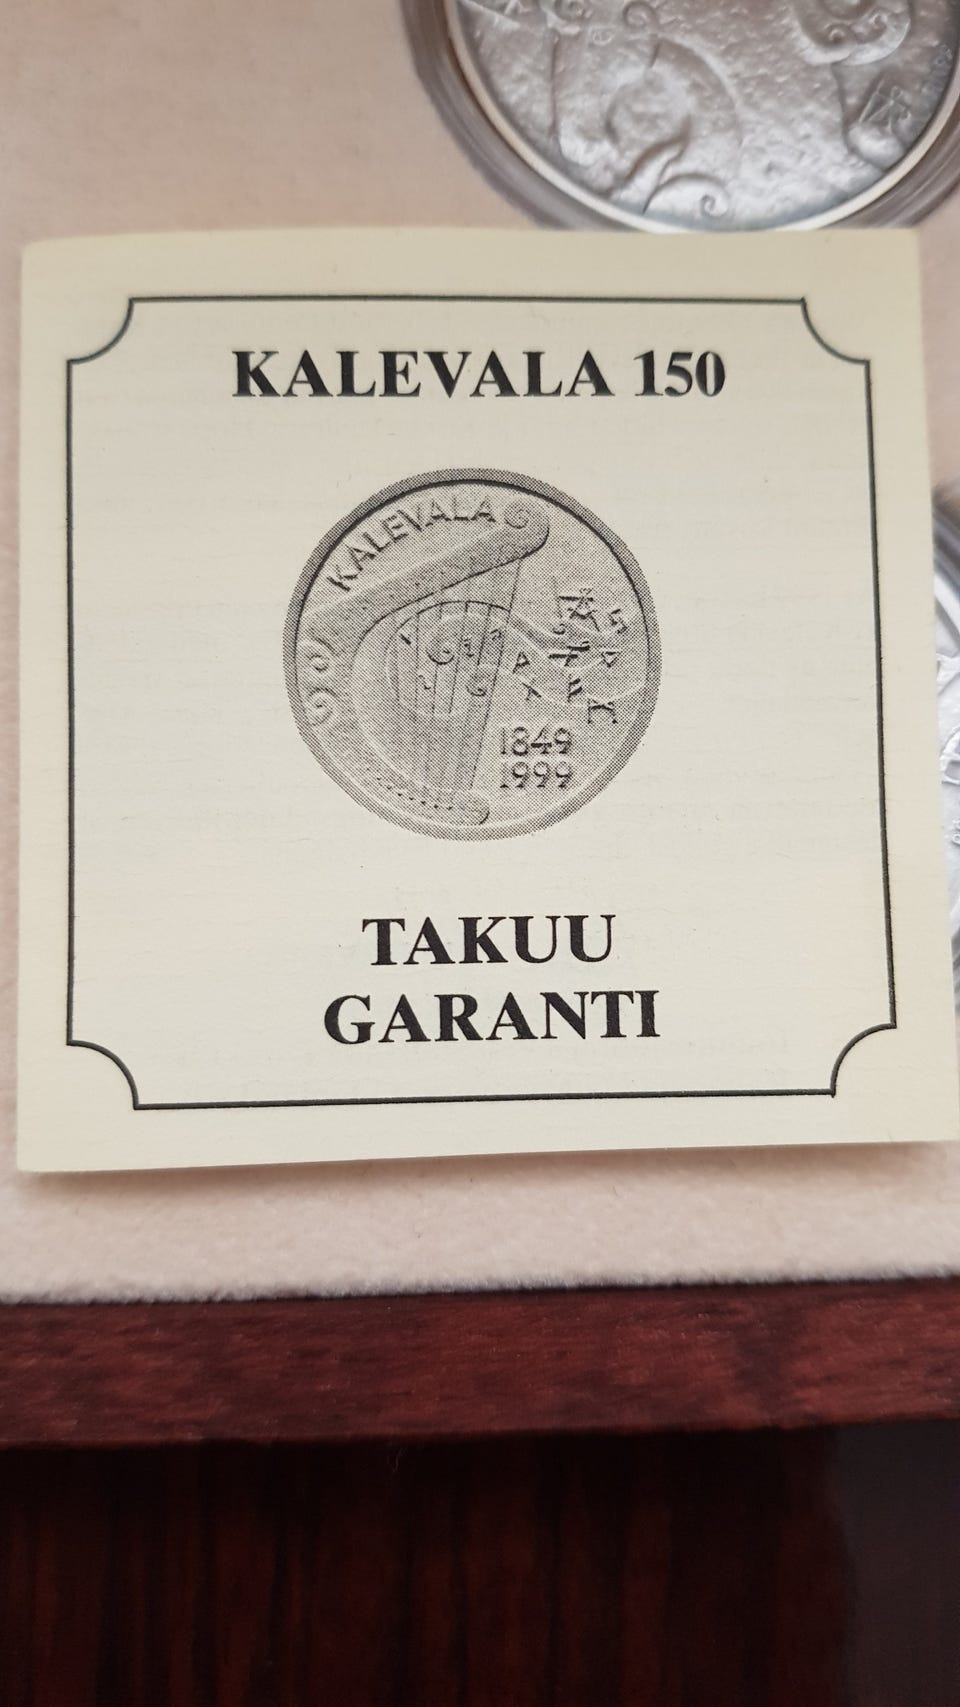 KALEVALA 150
KALEVALA
1849
1999
TAKUU
GARANTI